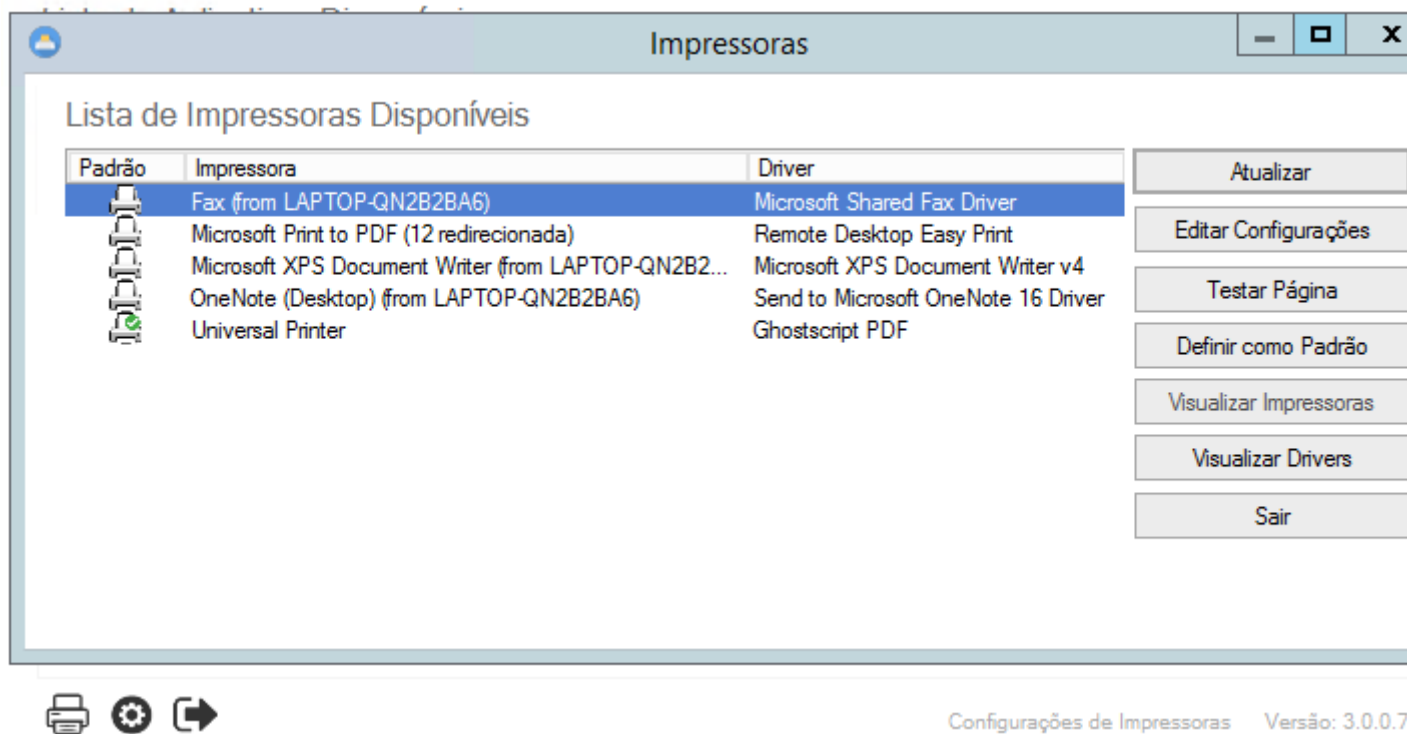 Impressoras
Lista de Impressoras Disponíveis
Padrão Impressora Driver
Fax (from LAPTOP-QN2B2BA6) Microsoft Shared Fax Driver
Microsoft Print to PDF (12 redirecionada) Remote Desktop Easy Print
Microsoft XPS Document Writer (from LAPTOP-QN2B2... Microsoft XPS Document Writer v4
OneNote (Desktop) (from LAPTOP-QN2B2BA6) Send to Microsoft OneNote 16 Driver
Universal Printer Ghostscript PDF
Atualizar
Editar Configurações
Testar Página
Definir como Padrão
Visualizar Impressoras
Visualizar Drivers
Sair
Configurações de Impressoras Versão: 3.0.0.7